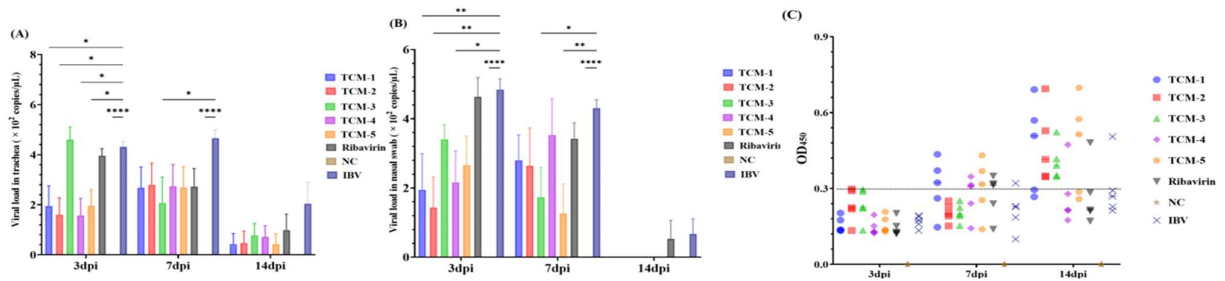 (A)
Viral load in trachea ( × 10² copies/μL)
8
6
4
2
0
*
*
*
*
****
*
****
3dpi
7dpi
14dpi
TCM-1
TCM-2
TCM-3
TCM-4
TCM-5
Ribavirin
NC
IBV
(B)
Viral load in nasal swab ( × 10² copies/μL)
6
4
2
0
**
**
*
****
*
**
****
3dpi
7dpi
14dpi
TCM-1
TCM-2
TCM-3
TCM-4
TCM-5
Ribavirin
NC
IBV
(C)
OD450
0.9
0.6
0.3
0.0
3dpi
7dpi
14dpi
TCM-1
TCM-2
TCM-3
TCM-4
TCM-5
Ribavirin
NC
IBV